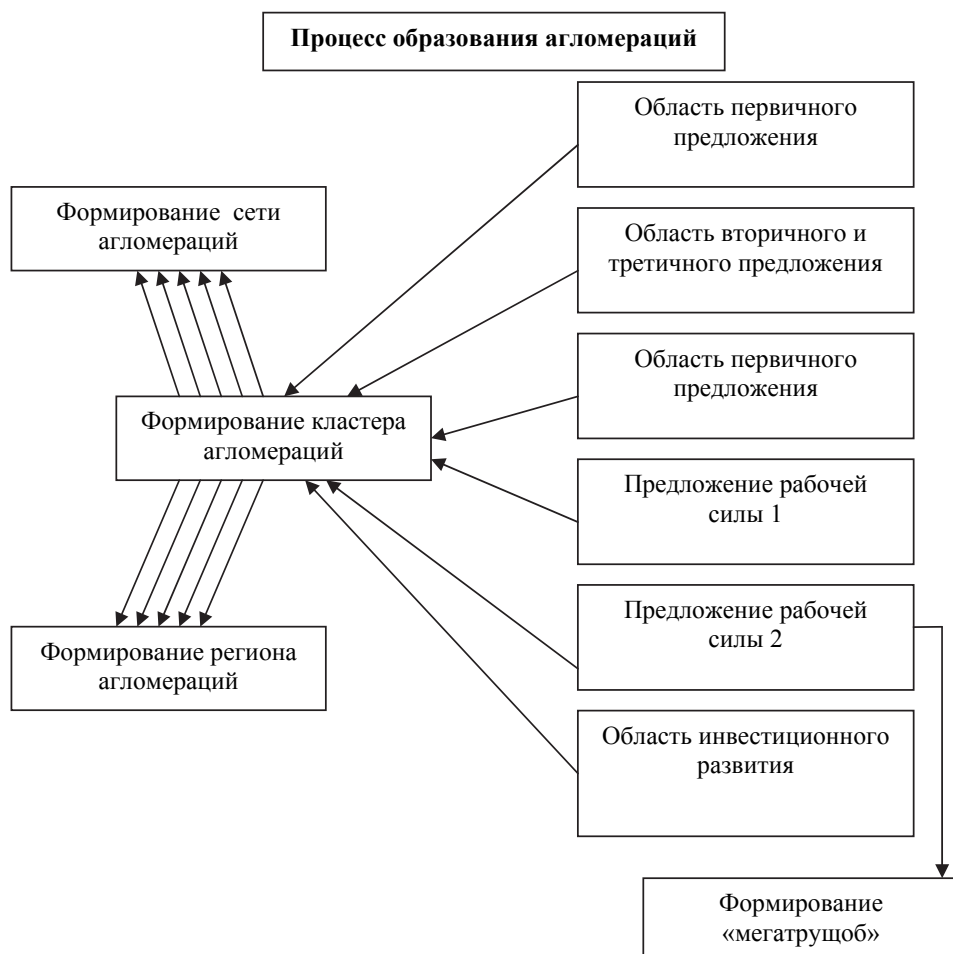 Процесс образования агломераций
Область первичного
предложения
Формирование сети
агломераций
Область вторичного и
третичного предложения
Область первичного
предложения
Формирование кластера
агломераций
Предложение рабочей
силы 1
Предложение рабочей
силы 2
Формирование региона
агломераций
Область инвестиционного
развития
Формирование
«мегатрущоб»